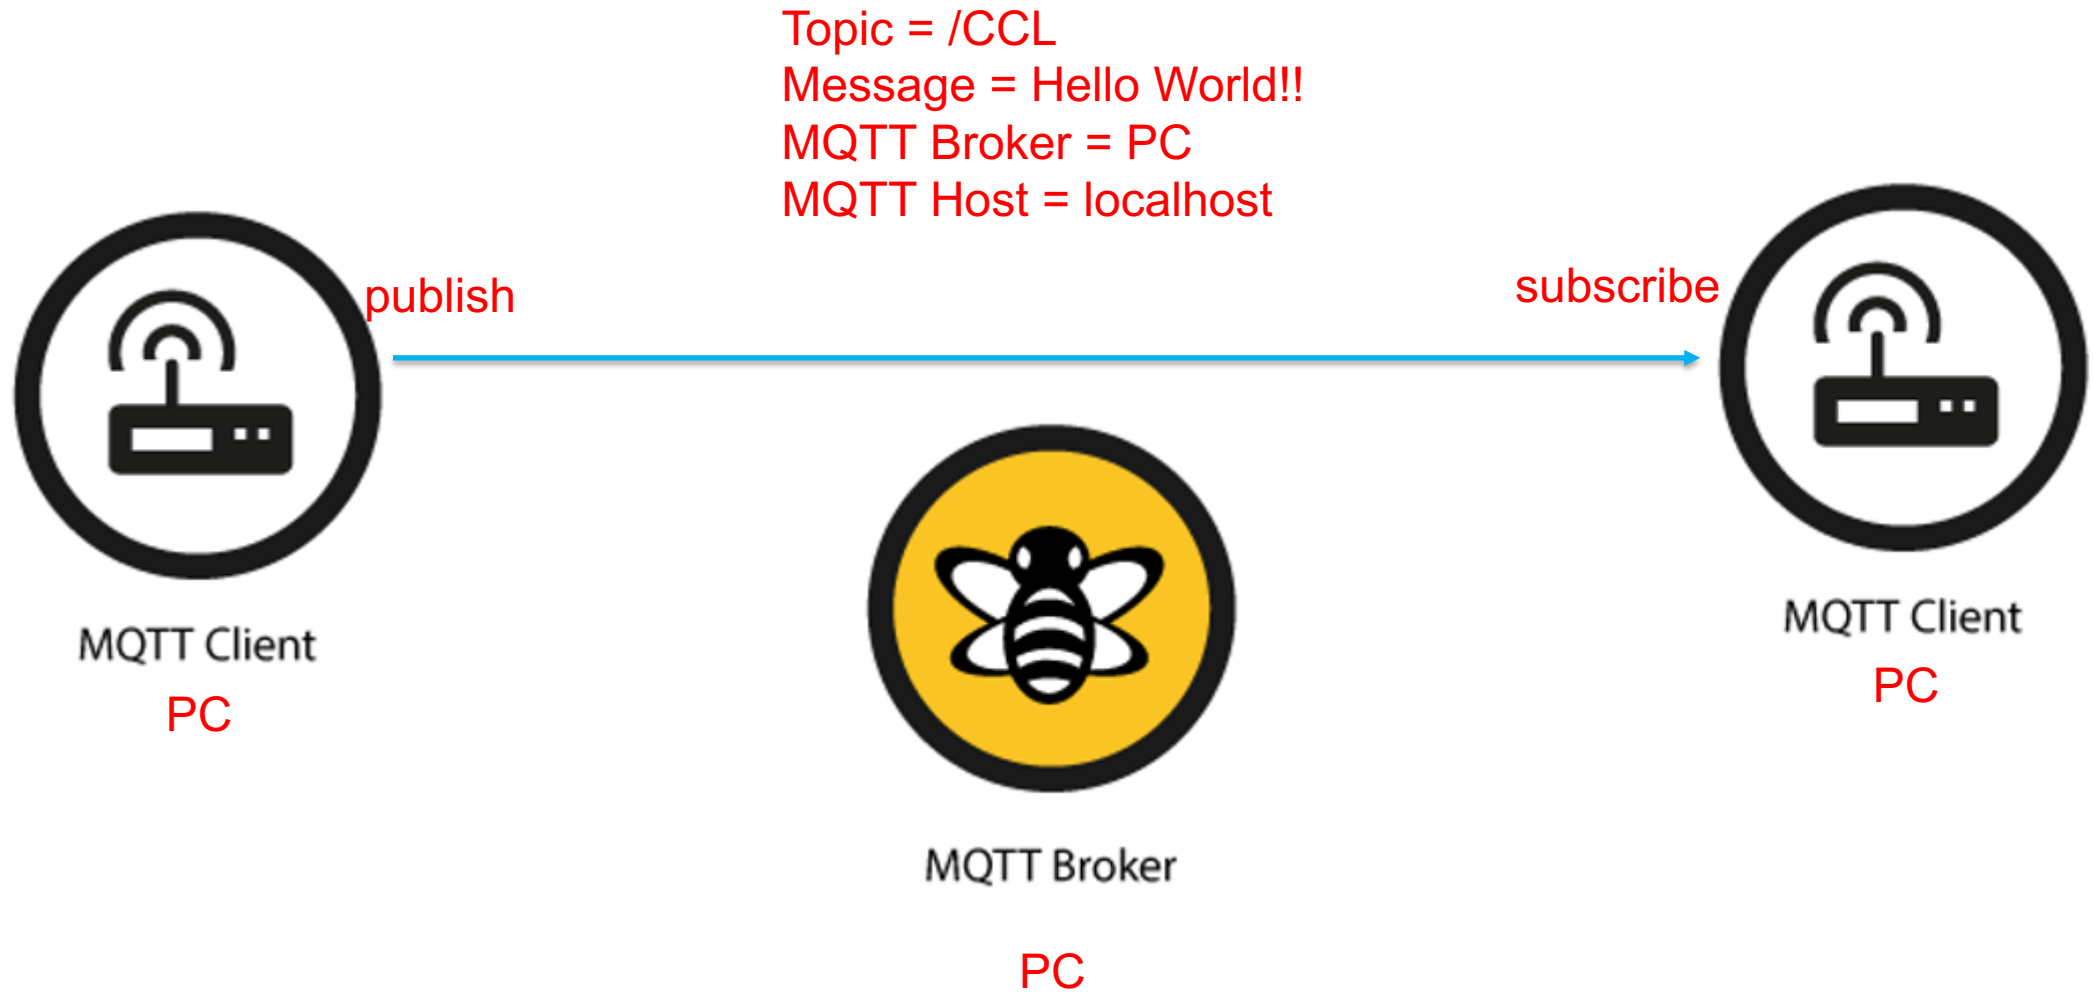 Topic = /CCL
Message = Hello World!!
MQTT Broker = PC
MQTT Host = localhost
publish
subscribe
MQTT Client
PC
MQTT Broker
PC
MQTT Client
PC